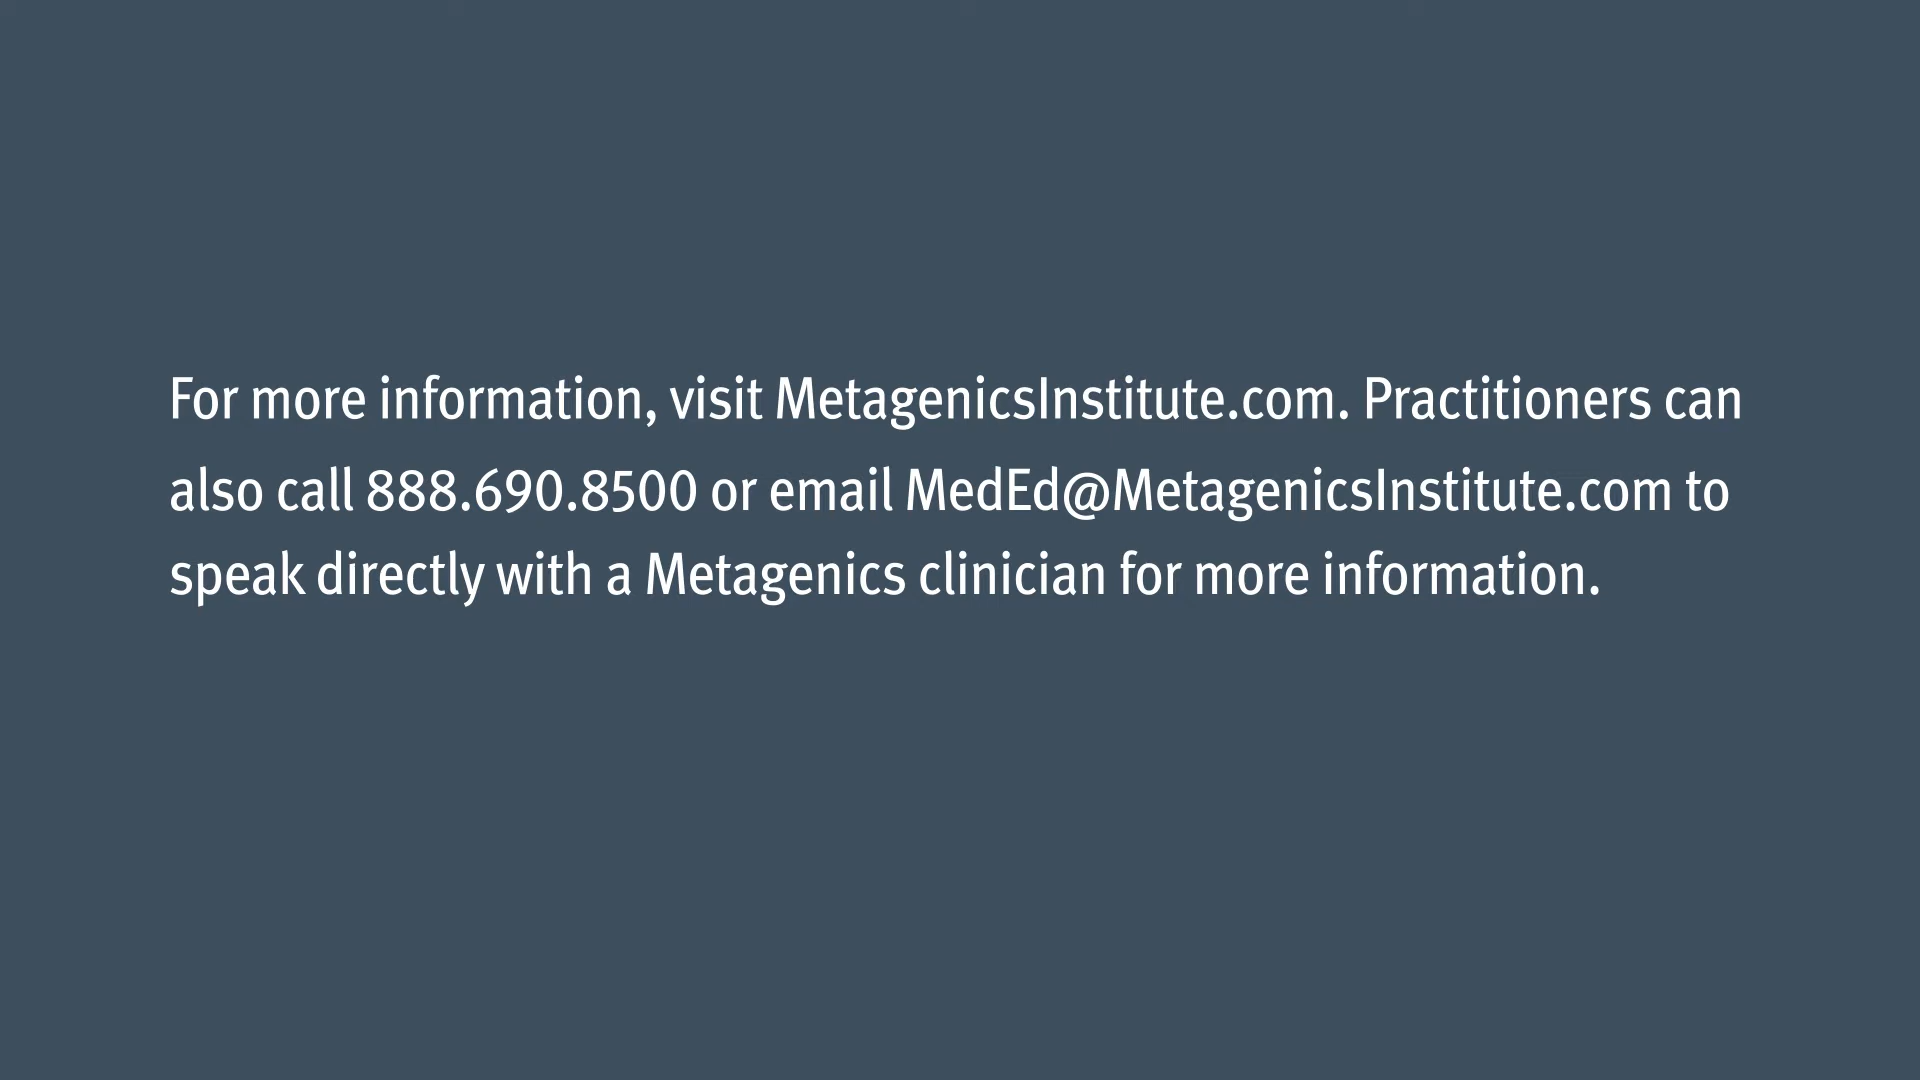 For more information, visit MetagenicsInstitute.com. Practitioners can
also call 888.690.8500 or email MedEd@MetagenicsInstitute.com to
speak directly with a Metagenics clinician for more information.